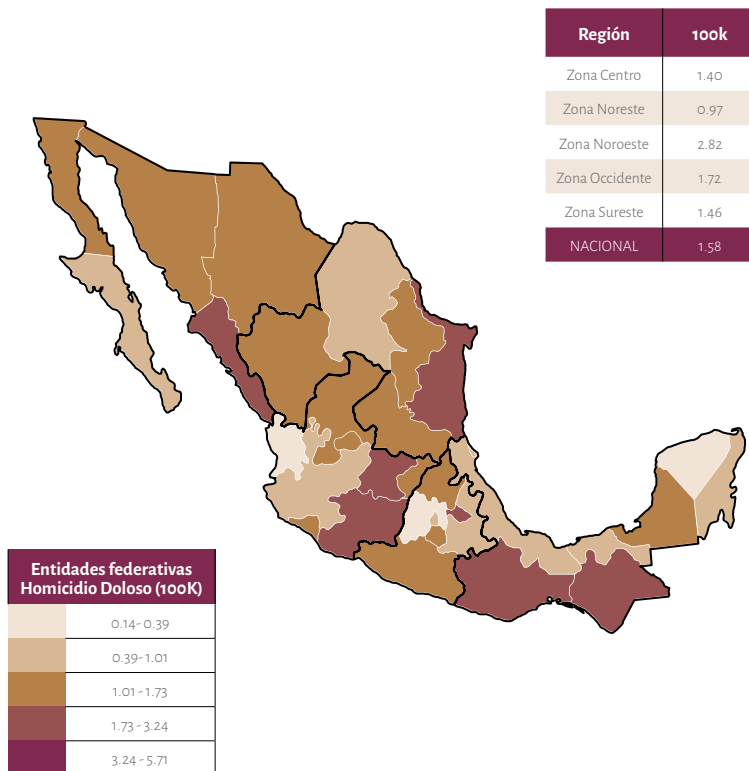 Región 100k
Zona Centro 1.40
Zona Noreste 0.97
Zona Noroeste 2.82
Zona Occidente 1.72
Zona Sureste 1.46
NACIONAL 1.58
Entidades federativas
Homicidio Doloso (100K)
0.14- 0.39
0.39- 1.01
1.01 - 1.73
1.73 - 3.24
3.24 - 5.71